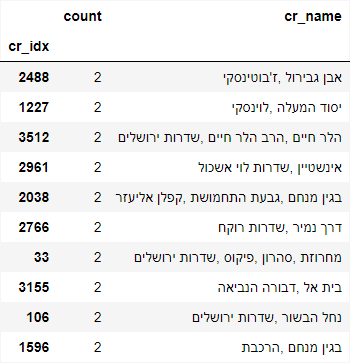 count cr_name
cr_idx
2488 2 אבן גבירול ,ז'בוטינסקי
1227 2 יסוד המעלה ,לוינסקי
3512 2 הלר חיים ,הרב הלר חיים ,שדרות ירושלים
2961 2 אינשטיין ,שדרות לוי אשכול
2038 2 בגין מנחם ,גבעת התחמושת ,קפלן אליעזר
2766 2 דרך נמיר ,שדרות רוקח
33 2 מחרוזת ,סהרון ,פיקוס ,שדרות ירושלים
3155 2 בית אל ,דבורה הנביאה
106 2 נחל הבשור ,שדרות ירושלים
1596 2 בגין מנחם ,הרכבת